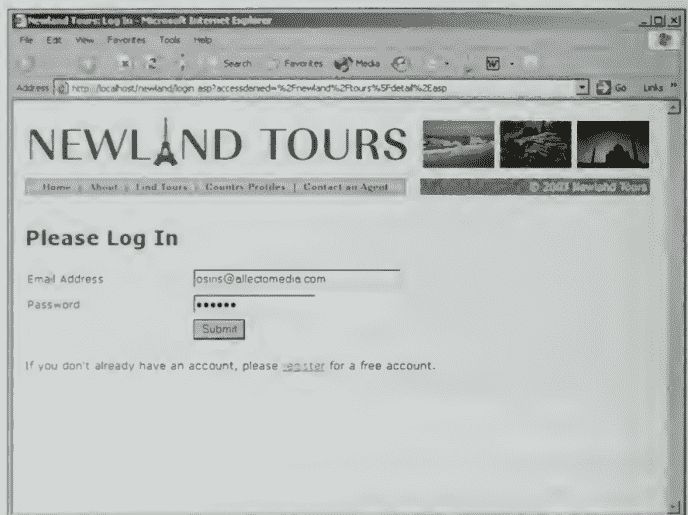 Newland Tours: Log In - Microsoft Internet Explorer
File Edit View Favorites Tools Help
Search Favorites Media W
Address http://localhost/newland/login.asp?accessdenied=%2Fnewland%2Ftours%5Fdetail%2Easp Go Links »
NEWLAND TOURS
Home | About | Find Tours | Country Profiles | Contact an Agent © 2003 Newland Tours
Please Log In
Email Address osiris@allectomedia.com
Password ••••••
Submit
If you don't already have an account, please register for a free account.